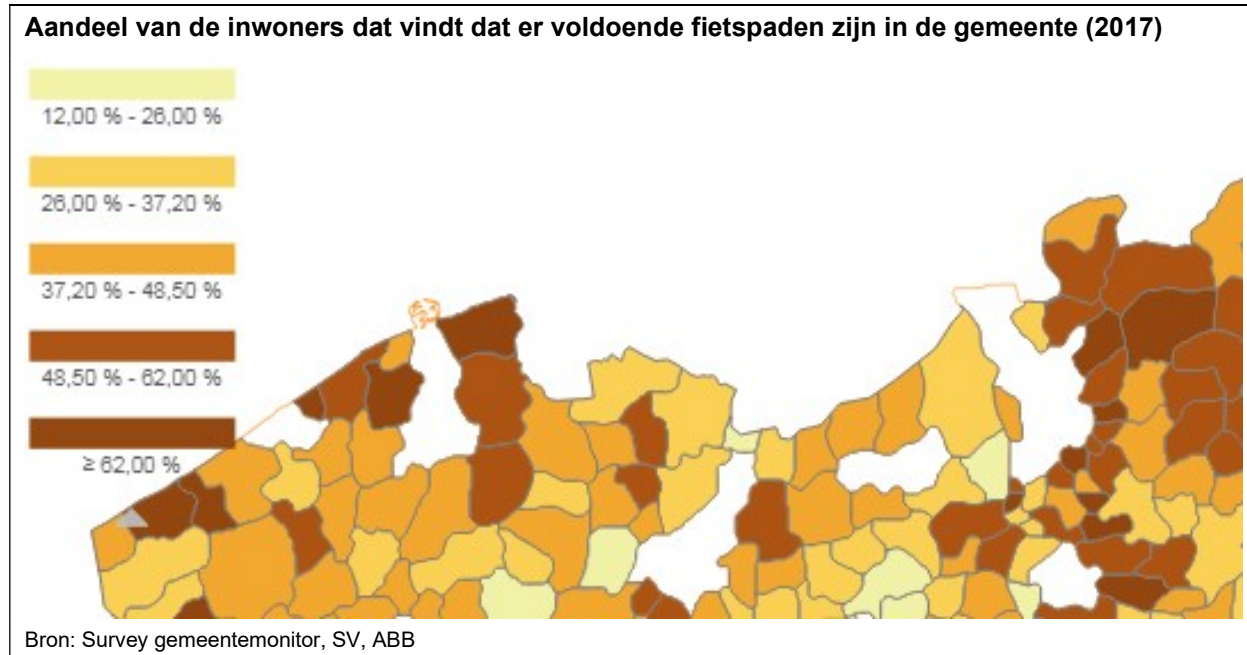 Aandeel van de inwoners dat vindt dat er voldoende fietspaden zijn in de gemeente (2017)
12,00 % - 26,00 %
26,00 % - 37,20 %
37,20 % - 48,50 %
48,50 % - 62,00 %
≥ 62,00 %
Bron: Survey gemeentemonitor, SV, ABB